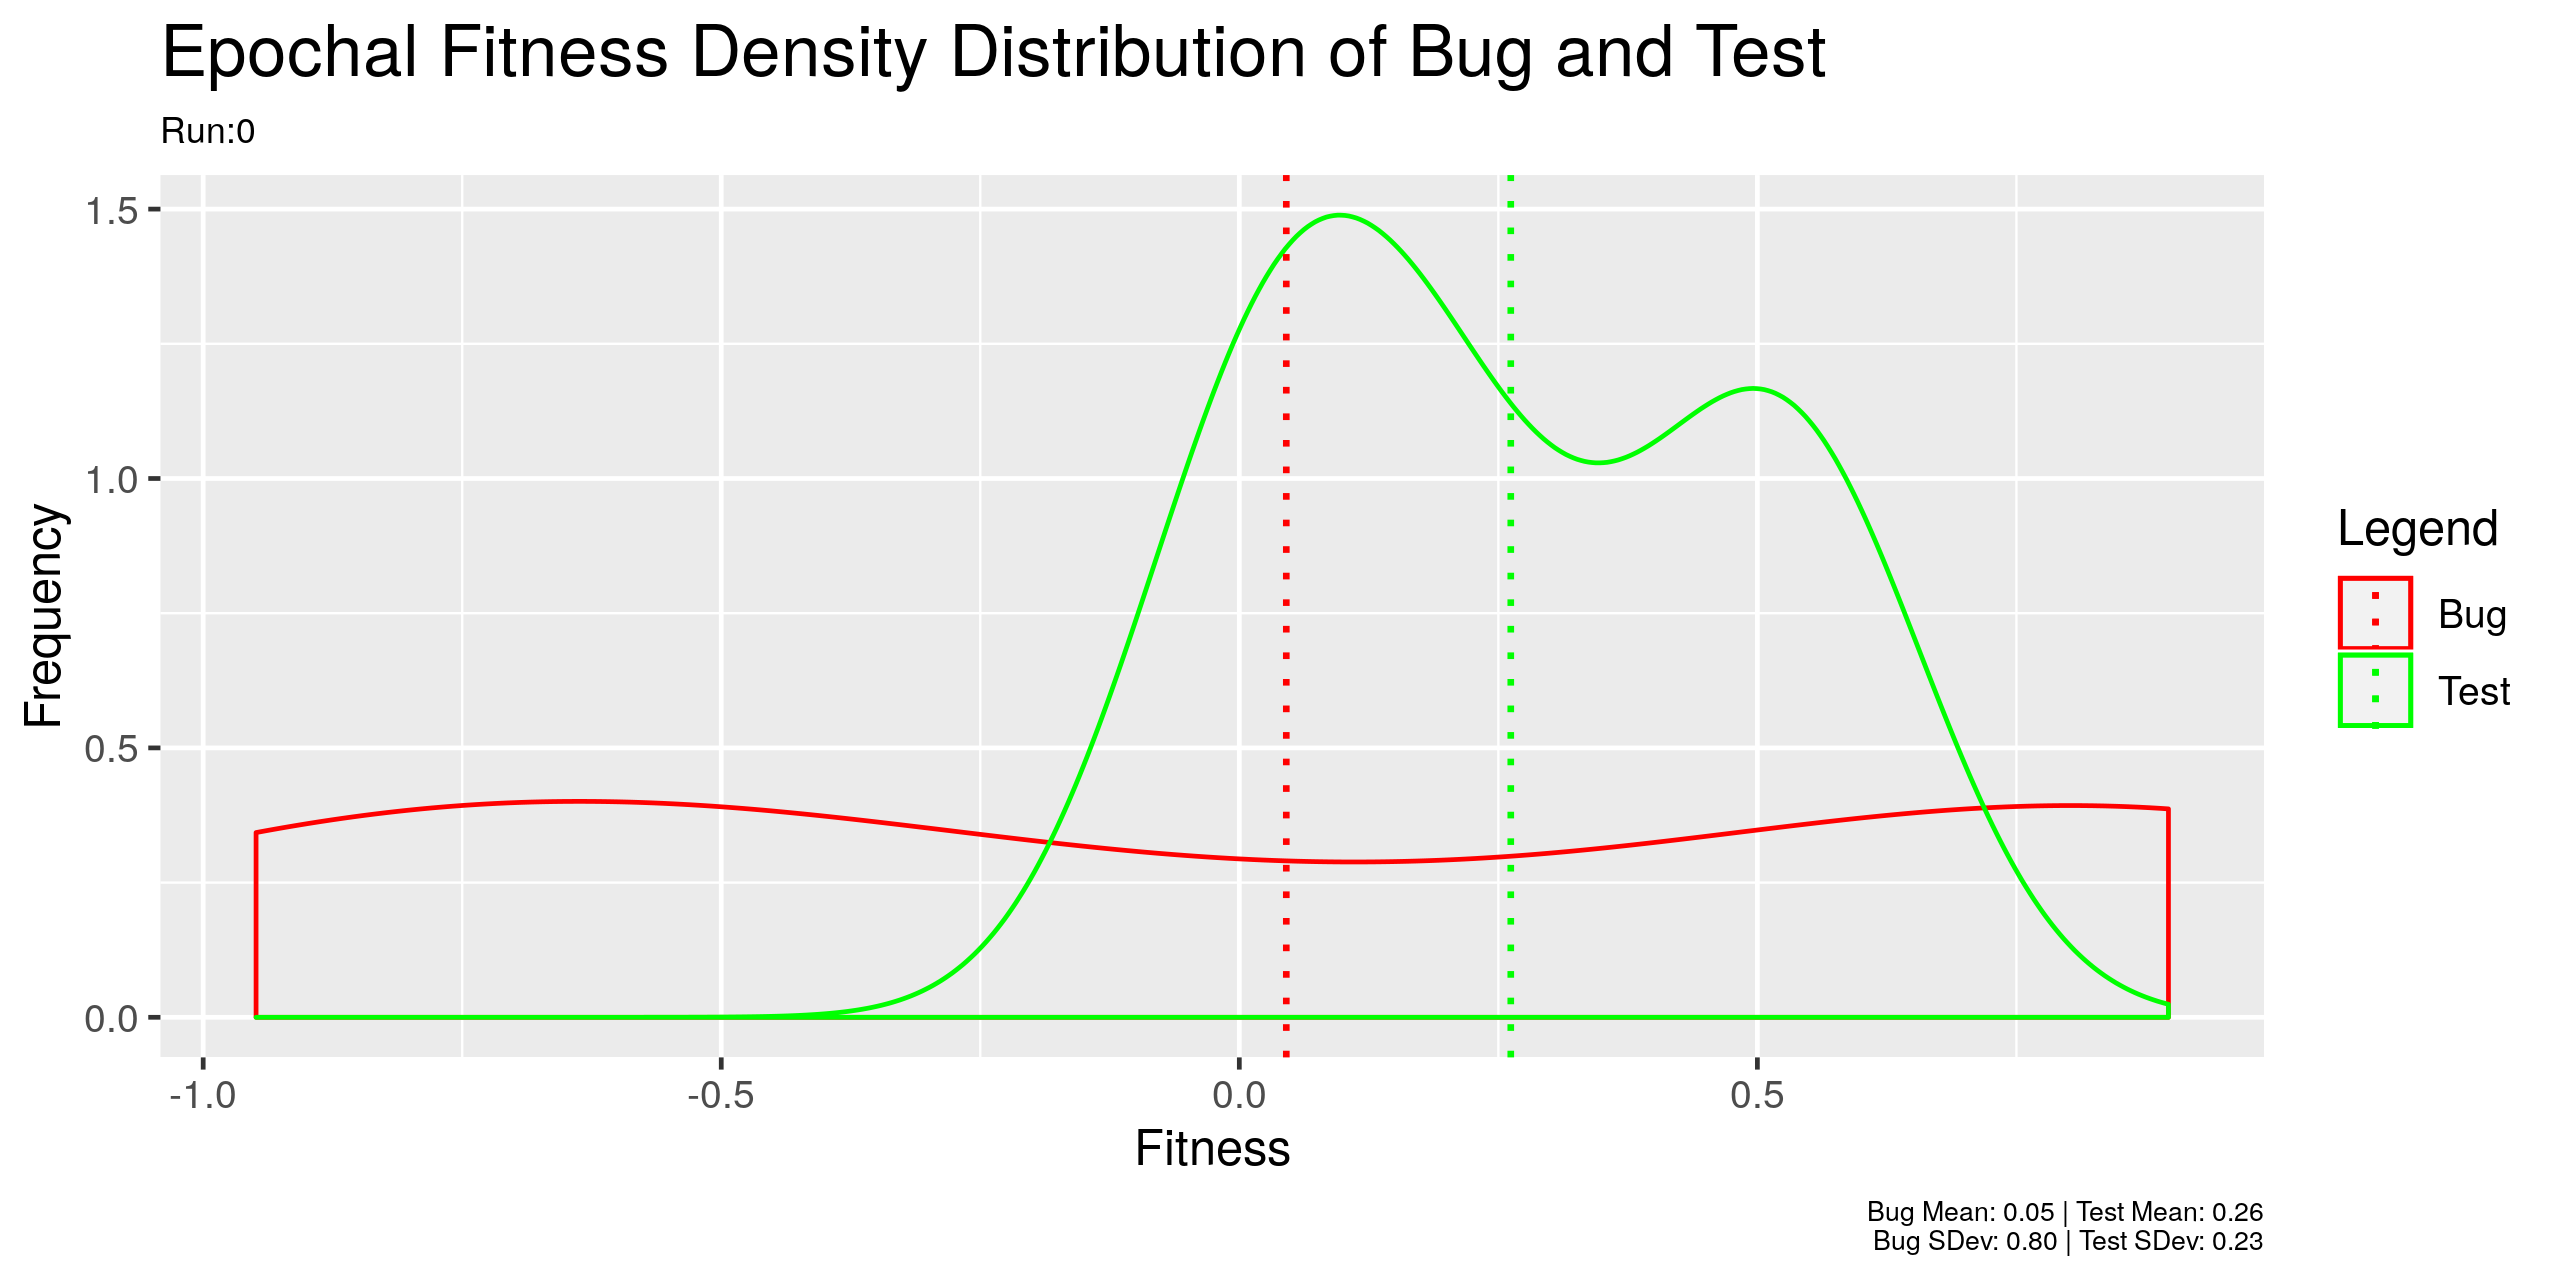 Epochal Fitness Density Distribution of Bug and Test
Run:0
1.5
1.0
0.5
0.0
Frequency
-1.0
-0.5
0.0
0.5
Fitness
Legend
Bug
Test
Bug Mean: 0.05 | Test Mean: 0.26
Bug SDev: 0.80 | Test SDev: 0.23